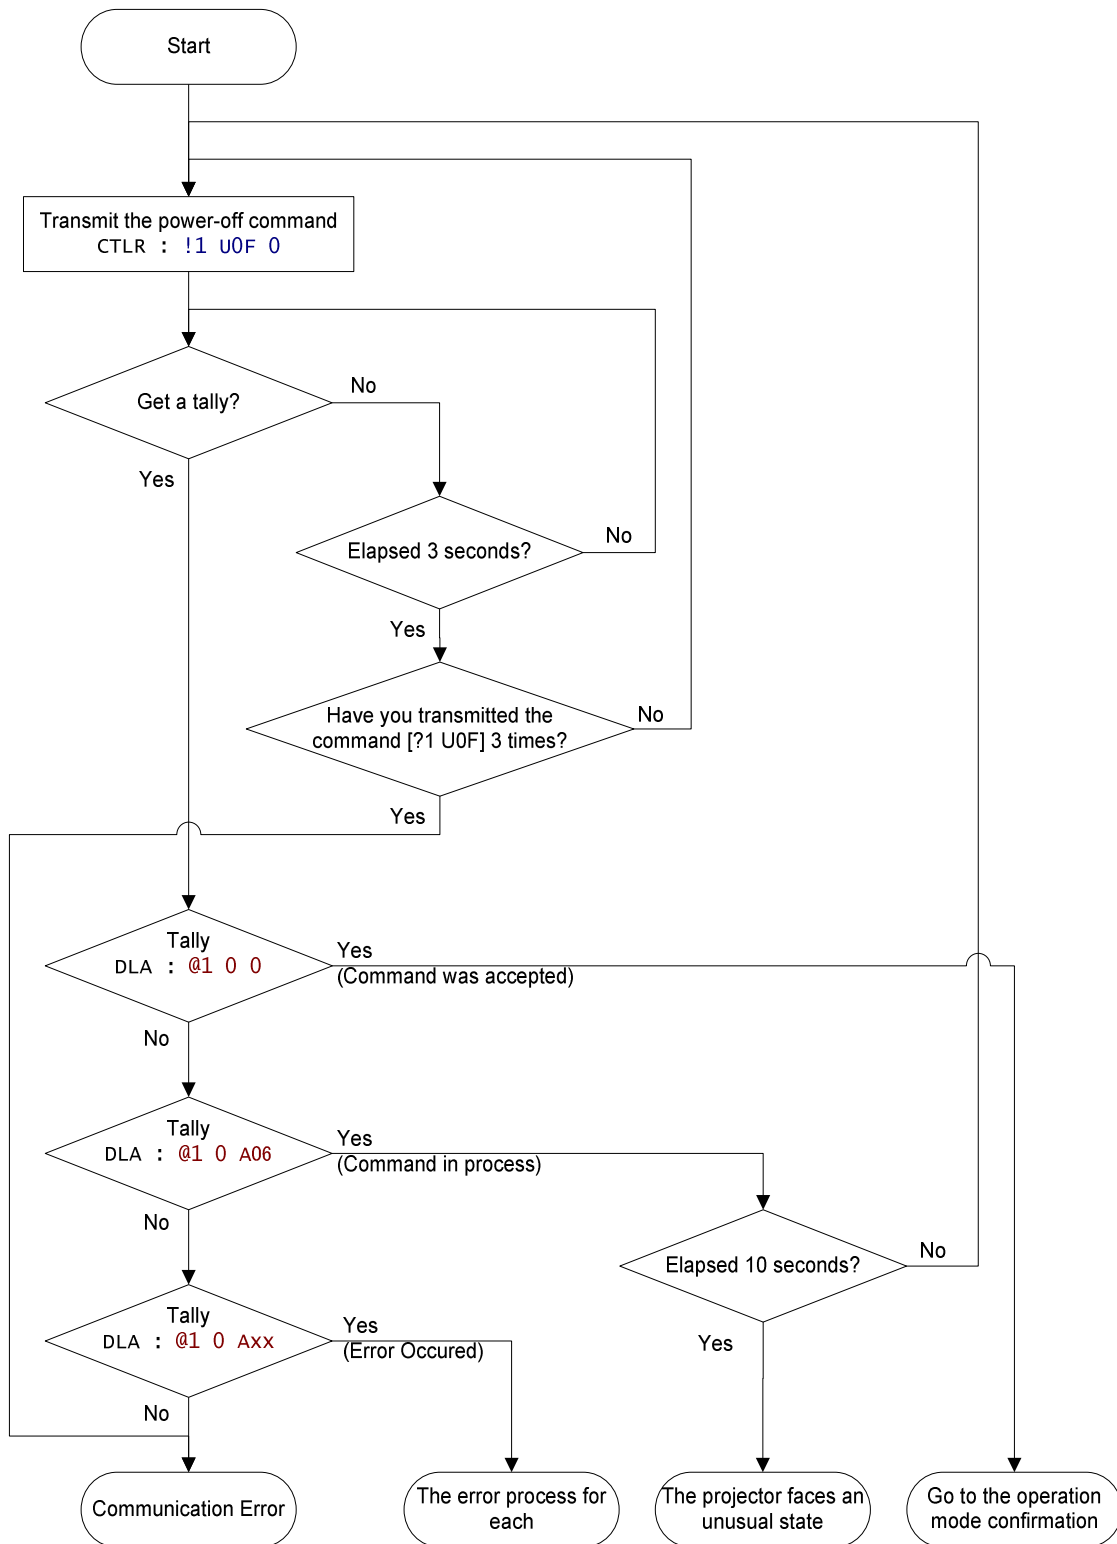 Start
Transmit the power-off command
CTLR : !1 U0F 0
Get a tally?
No
Yes
Elapsed 3 seconds?
No
Yes
Have you transmitted the
command [?1 U0F] 3 times?
No
Yes
Tally
DLA : @1 0 0
Yes
(Command was accepted)
No
Tally
DLA : @1 0 A06
Yes
(Command in process)
No
Elapsed 10 seconds?
No
Yes
Tally
DLA : @1 0 Axx
Yes
(Error Occured)
No
Communication Error
The error process for
each
The projector faces an
unusual state
Go to the operation
mode confirmation